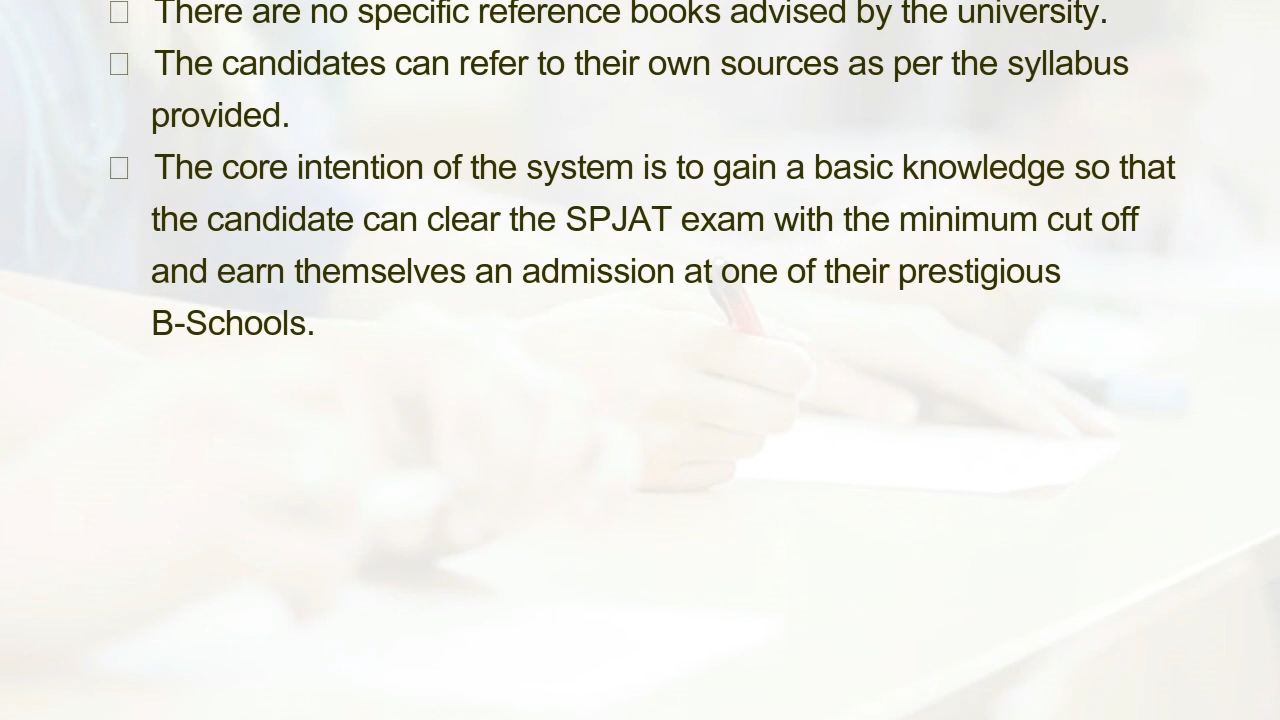 There are no specific reference books advised by the university.
The candidates can refer to their own sources as per the syllabus
provided.
The core intention of the system is to gain a basic knowledge so that
the candidate can clear the SPJAT exam with the minimum cut off
and earn themselves an admission at one of their prestigious
B-Schools.